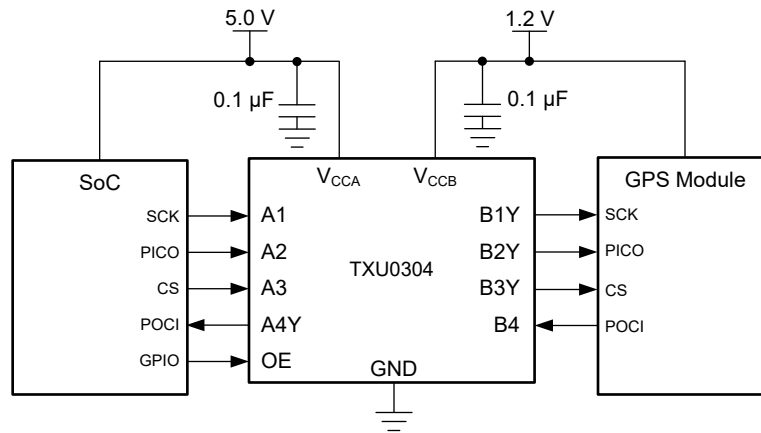 5.0 V
1.2 V
0.1 µF
0.1 µF
SoC
VCCA
VCCB
GPS Module
SCK
A1
B1Y
SCK
PICO
A2
B2Y
PICO
TXU0304
CS
A3
B3Y
CS
POCI
A4Y
B4
POCI
GPIO
OE
GND